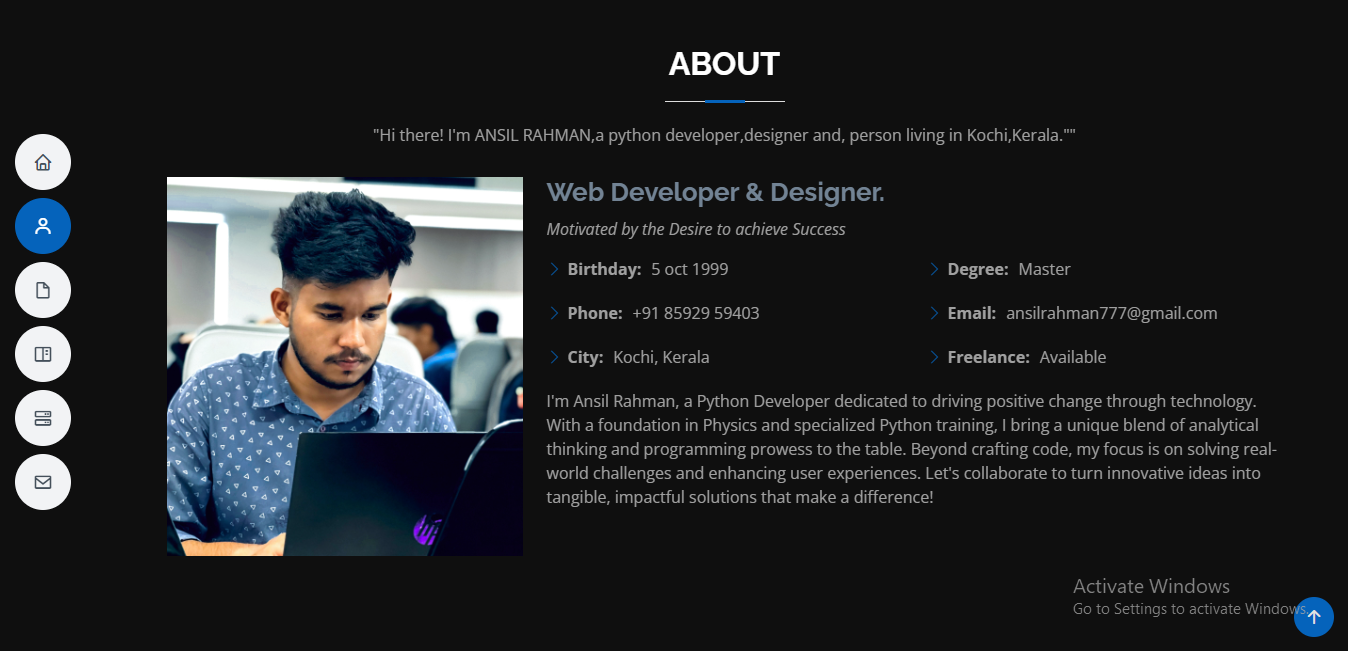 ABOUT
"Hi there! I'm ANSIL RAHMAN,a python developer,designer and, person living in Kochi,Kerala.""
Web Developer & Designer.
Motivated by the Desire to achieve Success
Birthday: 5 oct 1999
Degree: Master
Phone: +91 85929 59403
Email: ansilrahman777@gmail.com
City: Kochi, Kerala
Freelance: Available
I'm Ansil Rahman, a Python Developer dedicated to driving positive change through technology.
With a foundation in Physics and specialized Python training, I bring a unique blend of analytical
thinking and programming prowess to the table. Beyond crafting code, my focus is on solving real-
world challenges and enhancing user experiences. Let's collaborate to turn innovative ideas into
tangible, impactful solutions that make a difference!
Activate Windows
Go to Settings to activate Windows.